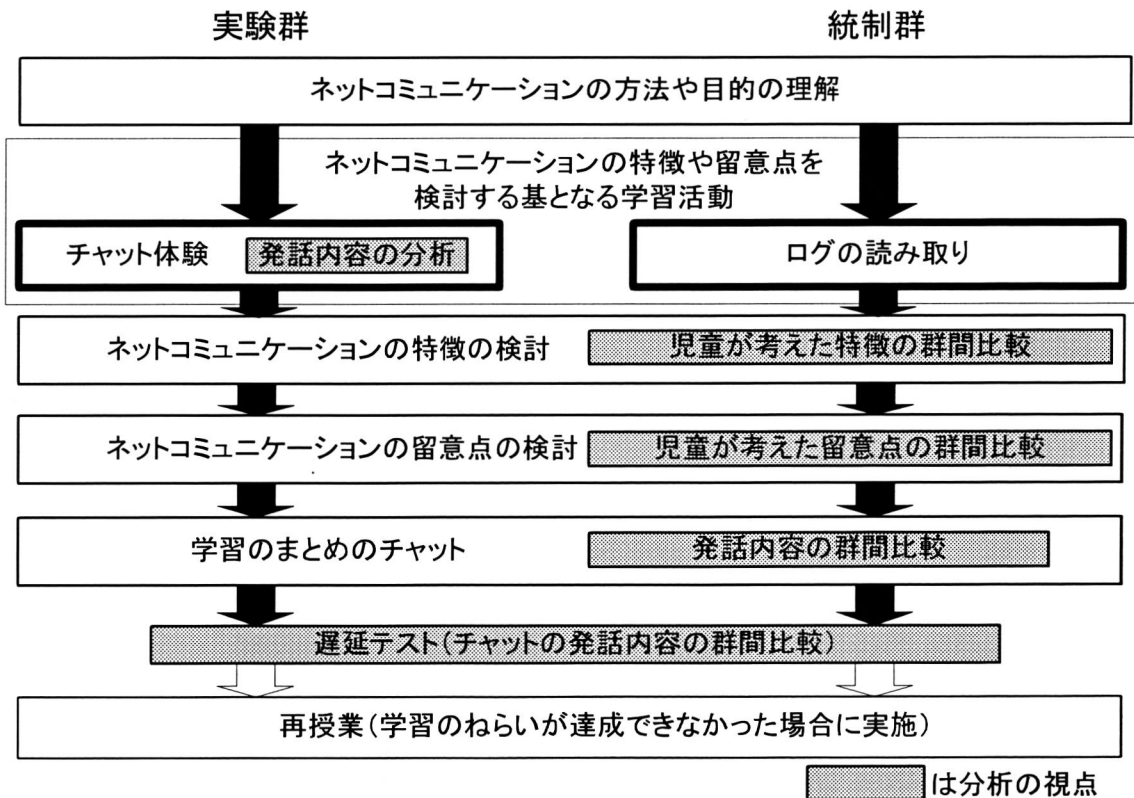 実験群
統制群
ネットコミュニケーションの方法や目的の理解
ネットコミュニケーションの特徴や留意点を
検討する基となる学習活動
チャット体験
発話内容の分析
ログの読み取り
ネットコミュニケーションの特徴の検討
児童が考えた特徴の群間比較
ネットコミュニケーションの留意点の検討
児童が考えた留意点の群間比較
学習のまとめのチャット
発話内容の群間比較
遅延テスト(チャットの発話内容の群間比較)
再授業(学習のねらいが達成できなかった場合に実施)
は分析の視点